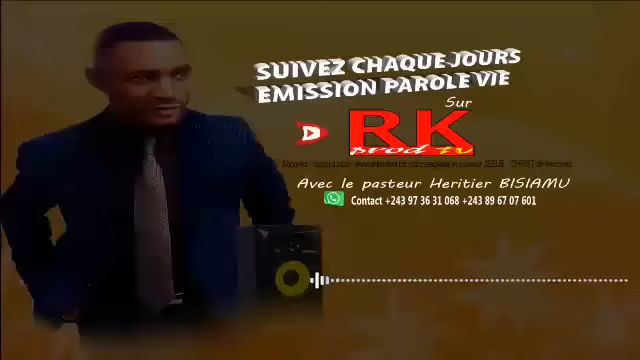 SUIVEZ CHAQUE JOURS
EMISSION PAROLE VIE
Sur
RK
prod tv
Avec le pasteur Heritier BISIAMU
Contact +243 97 36 31 068 +243 89 67 07 601